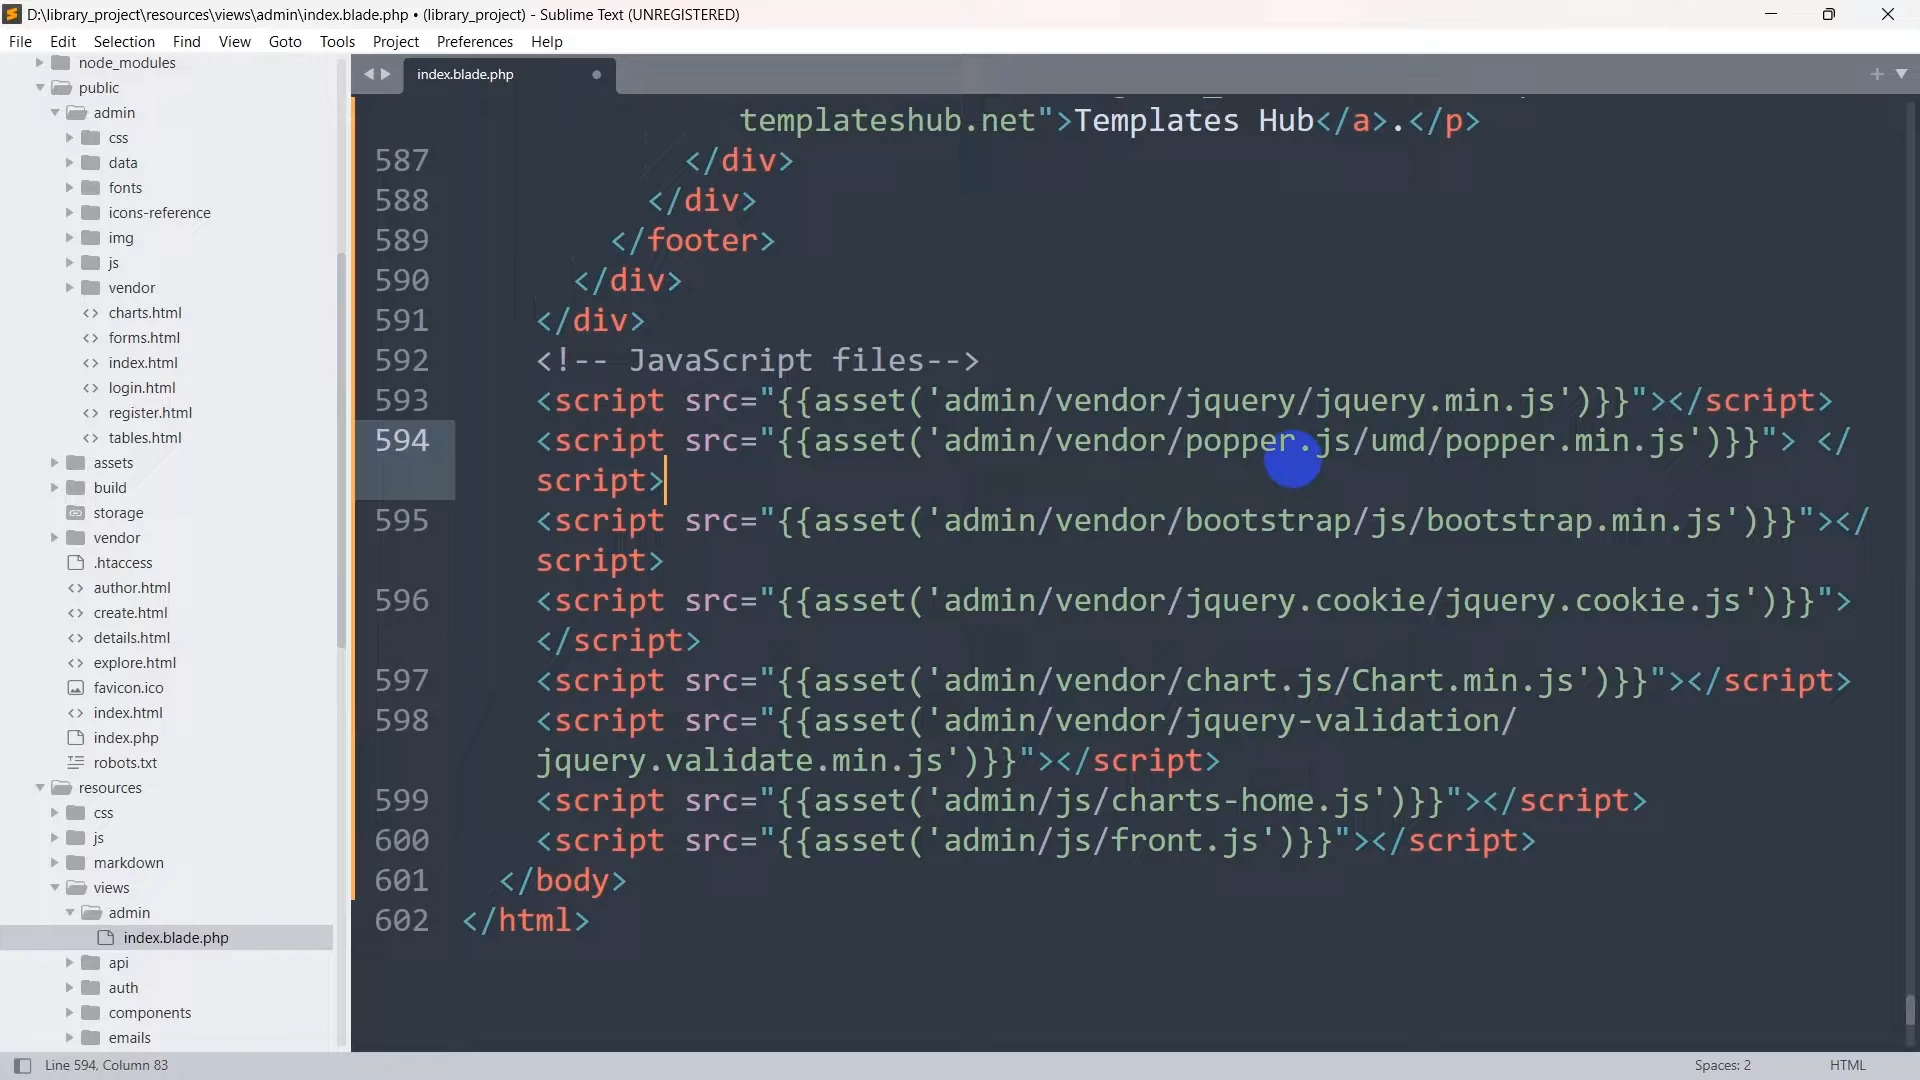 D:\library_project\resources\views\admin\index.blade.php • (library_project) - Sublime Text (UNREGISTERED)
File Edit Selection Find View Goto Tools Project Preferences Help
node_modules
public
admin
css
data
fonts
icons-reference
img
js
vendor
charts.html
forms.html
index.html
login.html
register.html
tables.html
assets
build
storage
vendor
.htaccess
author.html
create.html
details.html
explore.html
favicon.ico
index.html
index.php
robots.txt
resources
css
js
markdown
views
admin
index.blade.php
api
auth
components
emails
index.blade.php
templateshub.net">Templates Hub</a>.</p>
587 </div>
588 </div>
589 </footer>
590 </div>
591 </div>
592 <!-- JavaScript files-->
593 <script src="{{asset('admin/vendor/jquery/jquery.min.js')}}"></script>
594 <script src="{{asset('admin/vendor/popper.js/umd/popper.min.js')}}"> </
script>
595 <script src="{{asset('admin/vendor/bootstrap/js/bootstrap.min.js')}}"></
script>
596 <script src="{{asset('admin/vendor/jquery.cookie/jquery.cookie.js')}}">
</script>
597 <script src="{{asset('admin/vendor/chart.js/Chart.min.js')}}"></script>
598 <script src="{{asset('admin/vendor/jquery-validation/
jquery.validate.min.js')}}"></script>
599 <script src="{{asset('admin/js/charts-home.js')}}"></script>
600 <script src="{{asset('admin/js/front.js')}}"></script>
601 </body>
602 </html>
Line 594, Column 83
Spaces: 2
HTML